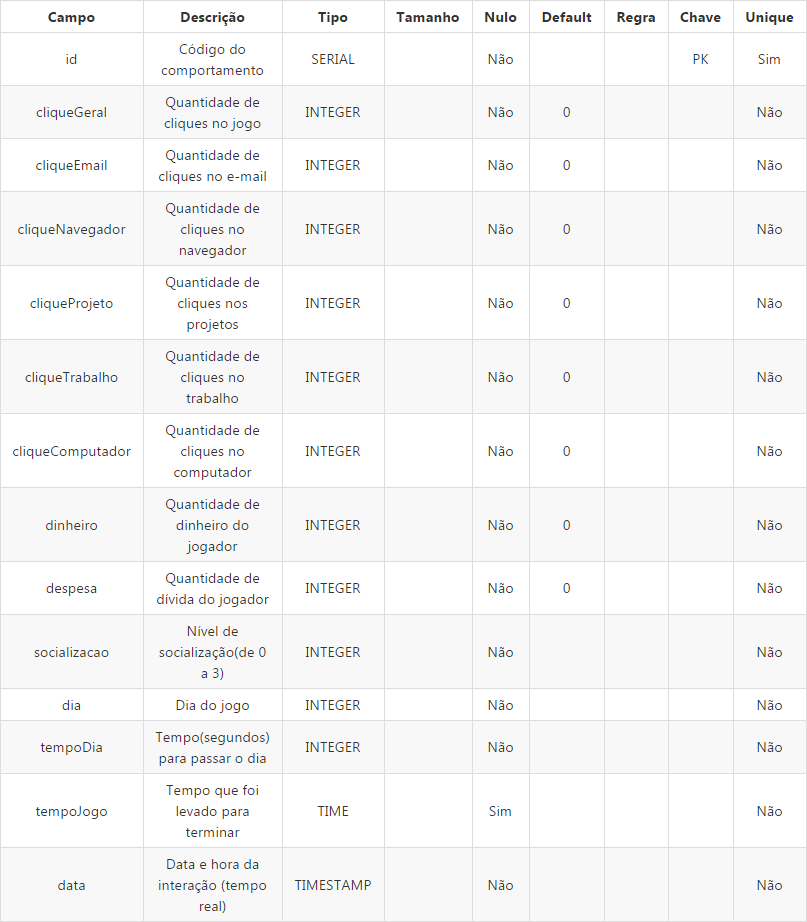 Campo Descrição Tipo Tamanho Nulo Default Regra Chave Unique
id Código do comportamento SERIAL Não PK Sim
cliqueGeral Quantidade de cliques no jogo INTEGER Não 0 Não
cliqueEmail Quantidade de cliques no e-mail INTEGER Não 0 Não
cliqueNavegador Quantidade de cliques no navegador INTEGER Não 0 Não
cliqueProjeto Quantidade de cliques nos projetos INTEGER Não 0 Não
cliqueTrabalho Quantidade de cliques no trabalho INTEGER Não 0 Não
cliqueComputador Quantidade de cliques no computador INTEGER Não 0 Não
dinheiro Quantidade de dinheiro do jogador INTEGER Não 0 Não
despesa Quantidade de dívida do jogador INTEGER Não 0 Não
socializacao Nível de socialização(de 0 a 3) INTEGER Não Não
dia Dia do jogo INTEGER Não Não
tempoDia Tempo(segundos) para passar o dia INTEGER Não Não
tempoJogo Tempo que foi levado para terminar TIME Sim Não
data Data e hora da interação (tempo real) TIMESTAMP Não Não